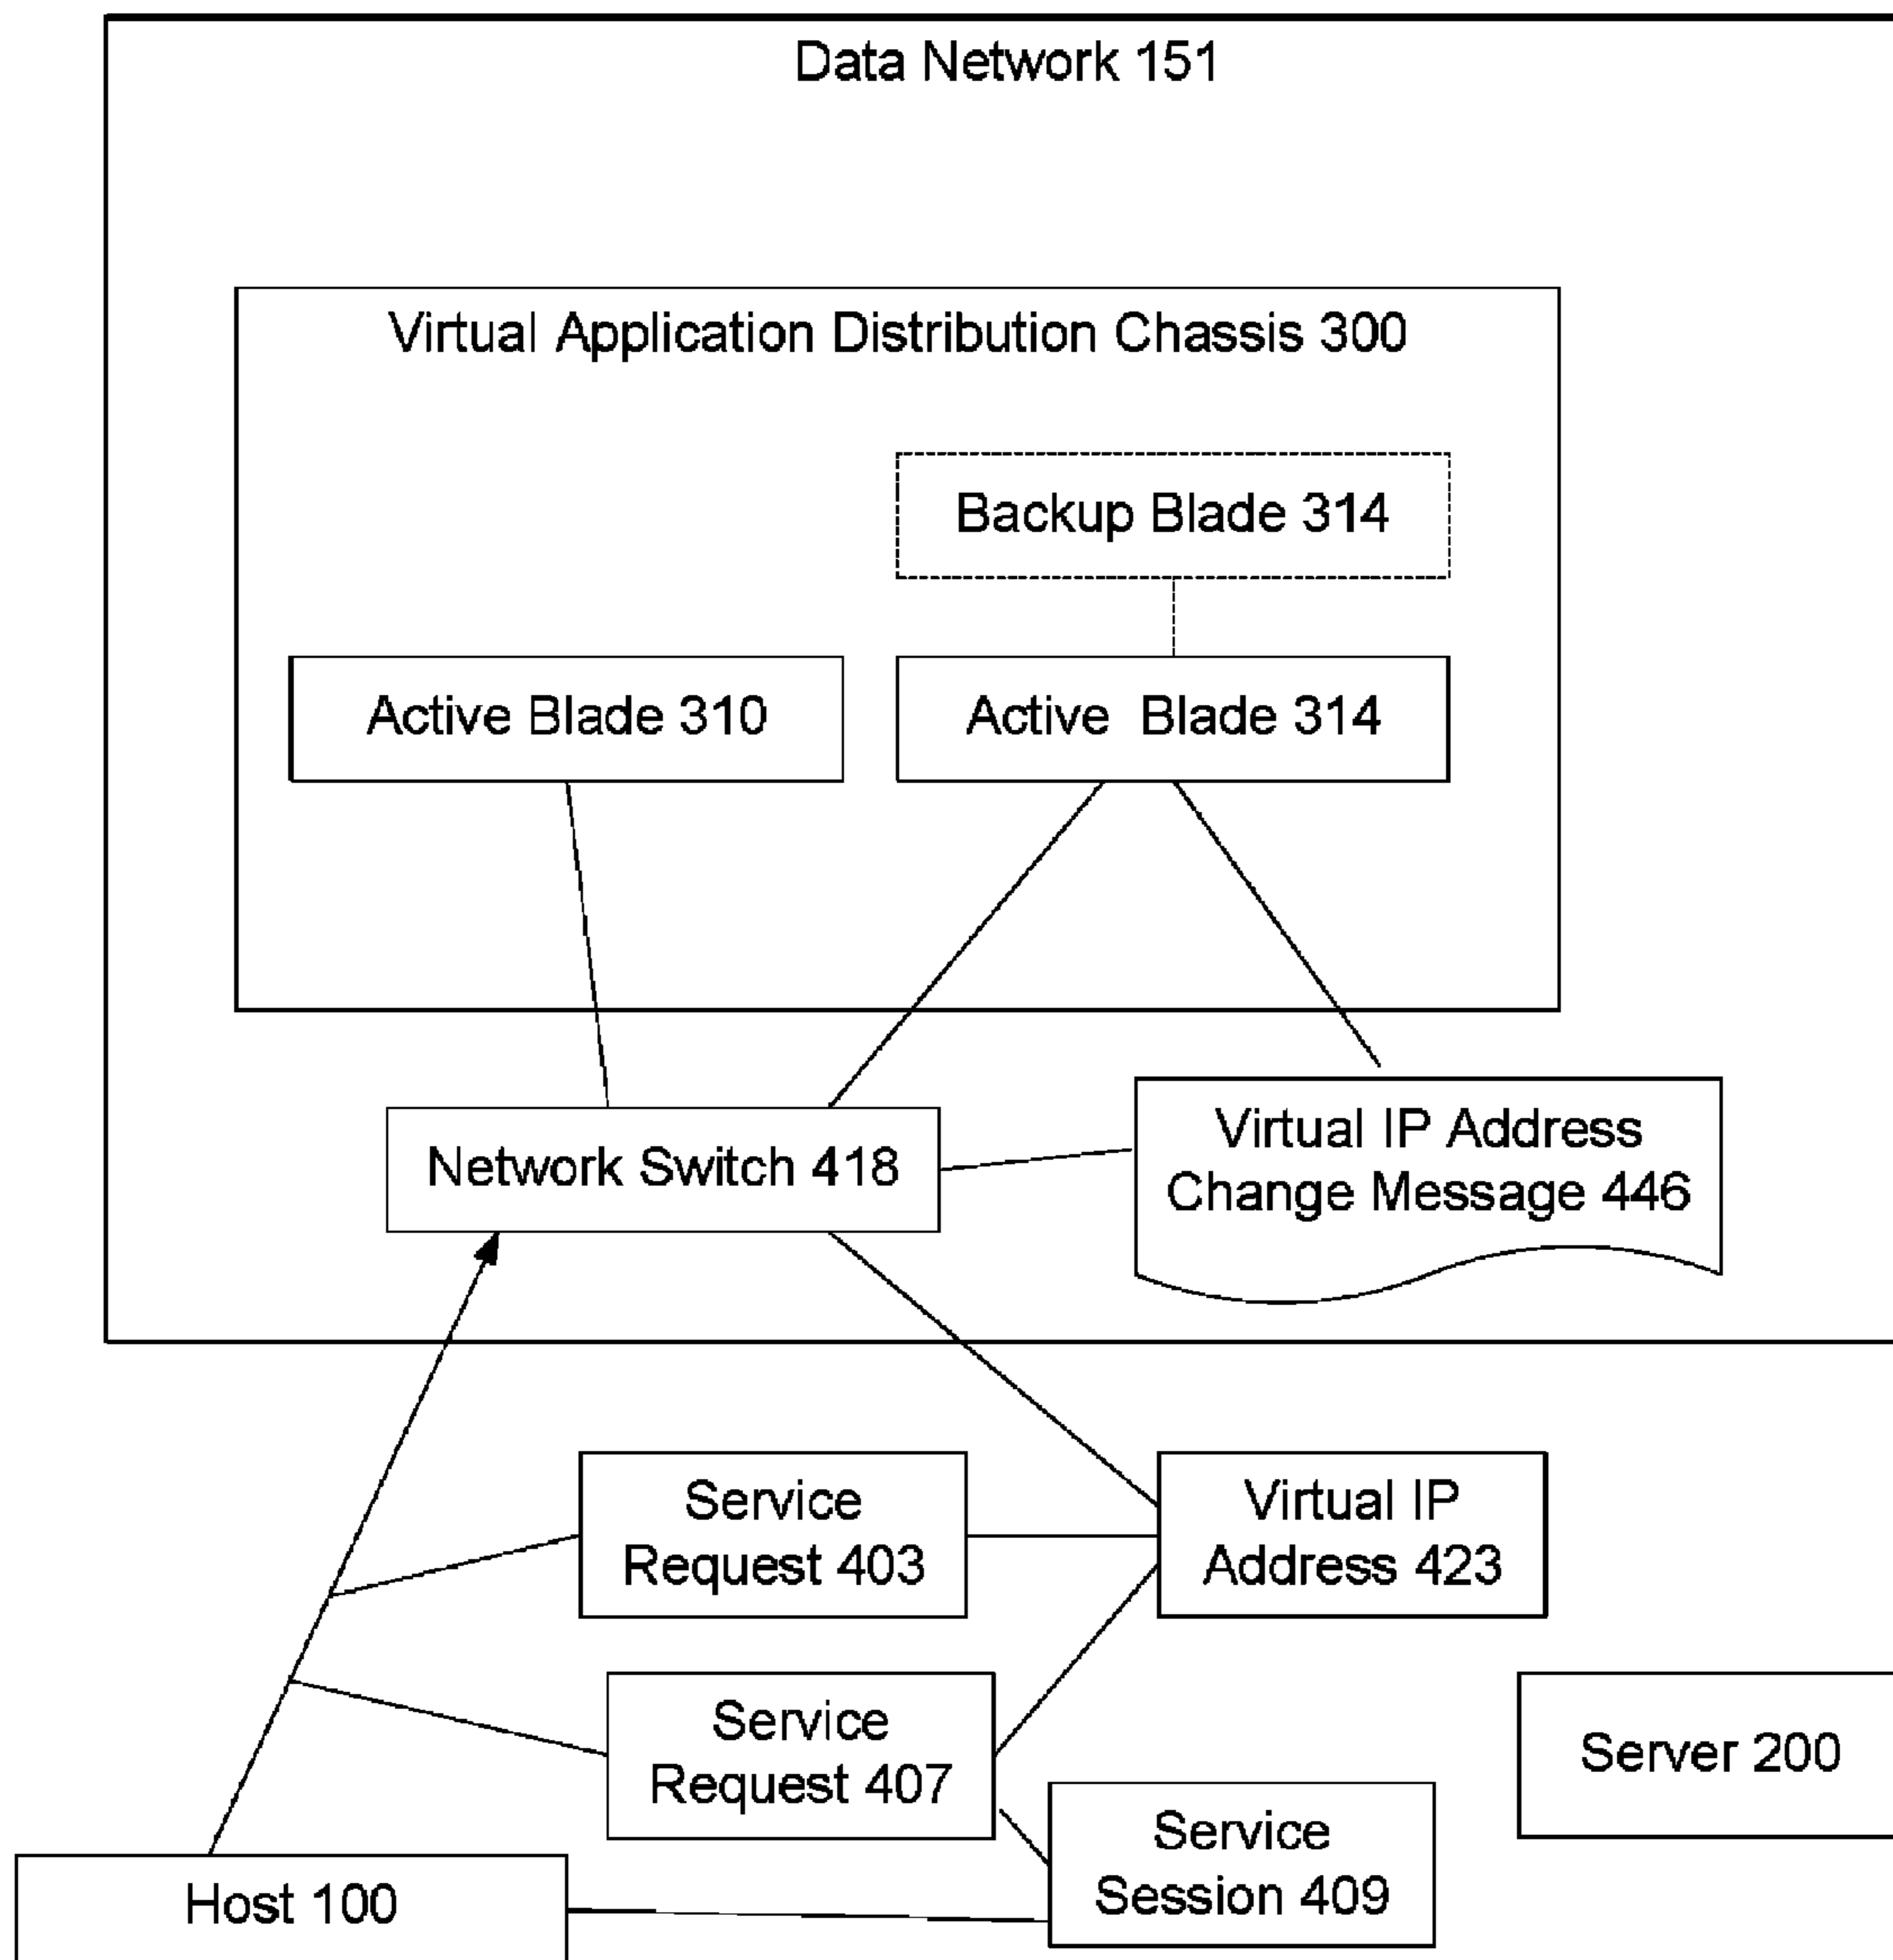 Data Network 151
Virtual Application Distribution Chassis 300
Backup Blade 314
Active Blade 310
Active Blade 314
Network Switch 418
Virtual IP Address
Change Message 446
Service
Request 403
Virtual IP
Address 423
Service
Request 407
Server 200
Service
Session 409
Host 100